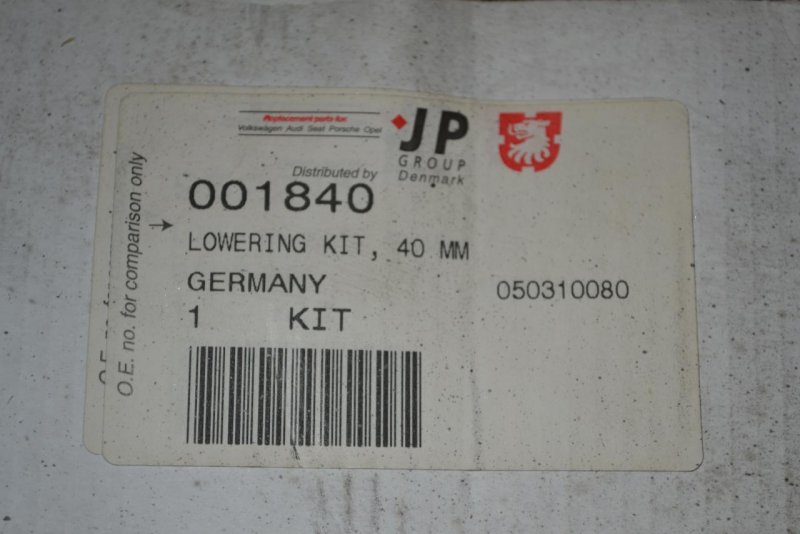 Replacement parts for
Volkswagen Audi Seat Porsche Opel
JP
GROUP
Denmark
Distributed by
001840
LOWERING KIT, 40 MM
GERMANY
050310080
1 KIT
O.E. no. for comparison only →